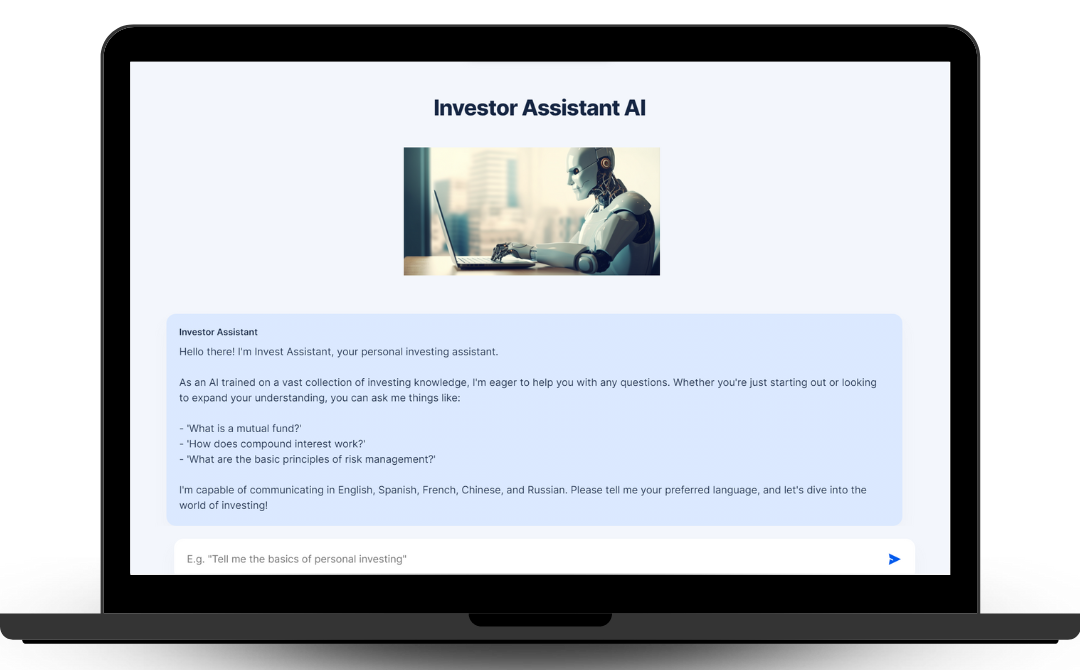 Investor Assistant AI
Investor Assistant
Hello there! I'm Invest Assistant, your personal investing assistant.
As an AI trained on a vast collection of investing knowledge, I'm eager to help you with any questions. Whether you're just starting out or looking
to expand your understanding, you can ask me things like:
- 'What is a mutual fund?'
- 'How does compound interest work?'
- 'What are the basic principles of risk management?'
I'm capable of communicating in English, Spanish, French, Chinese, and Russian. Please tell me your preferred language, and let's dive into the
world of investing!
E.g. "Tell me the basics of personal investing"